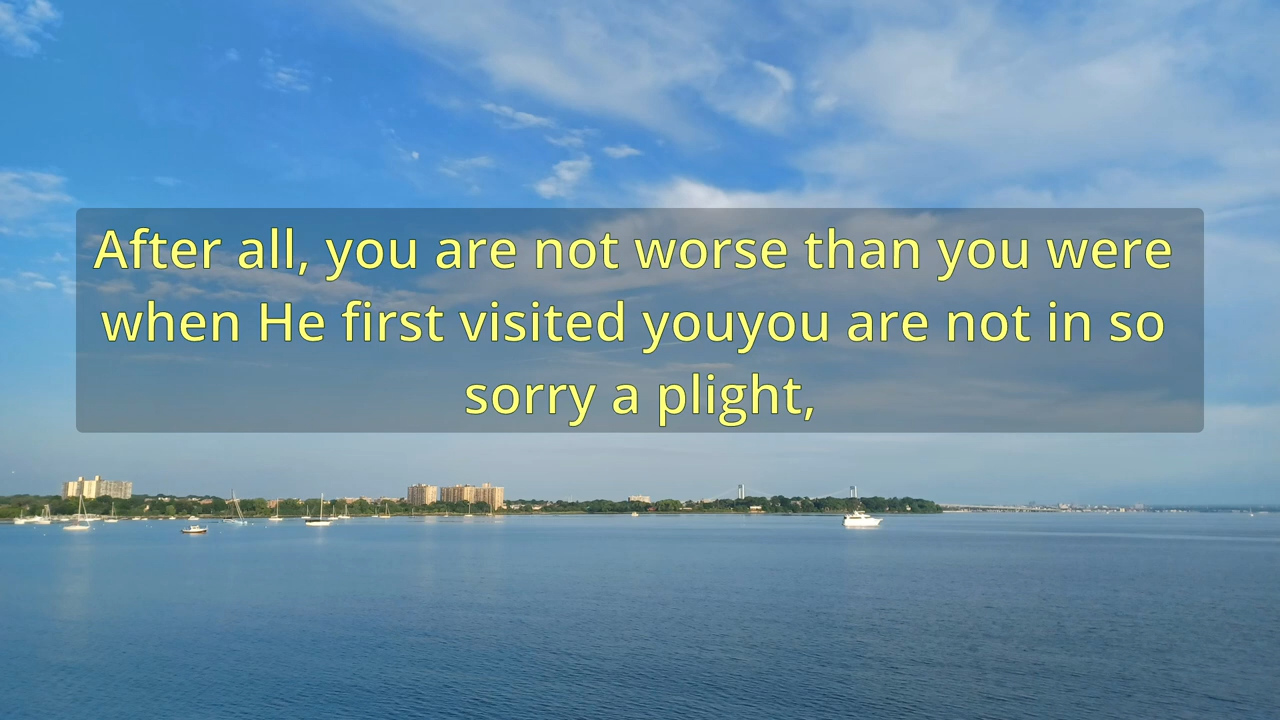 After all, you are not worse than you were
when He first visited youyou are not in so
sorry a plight,